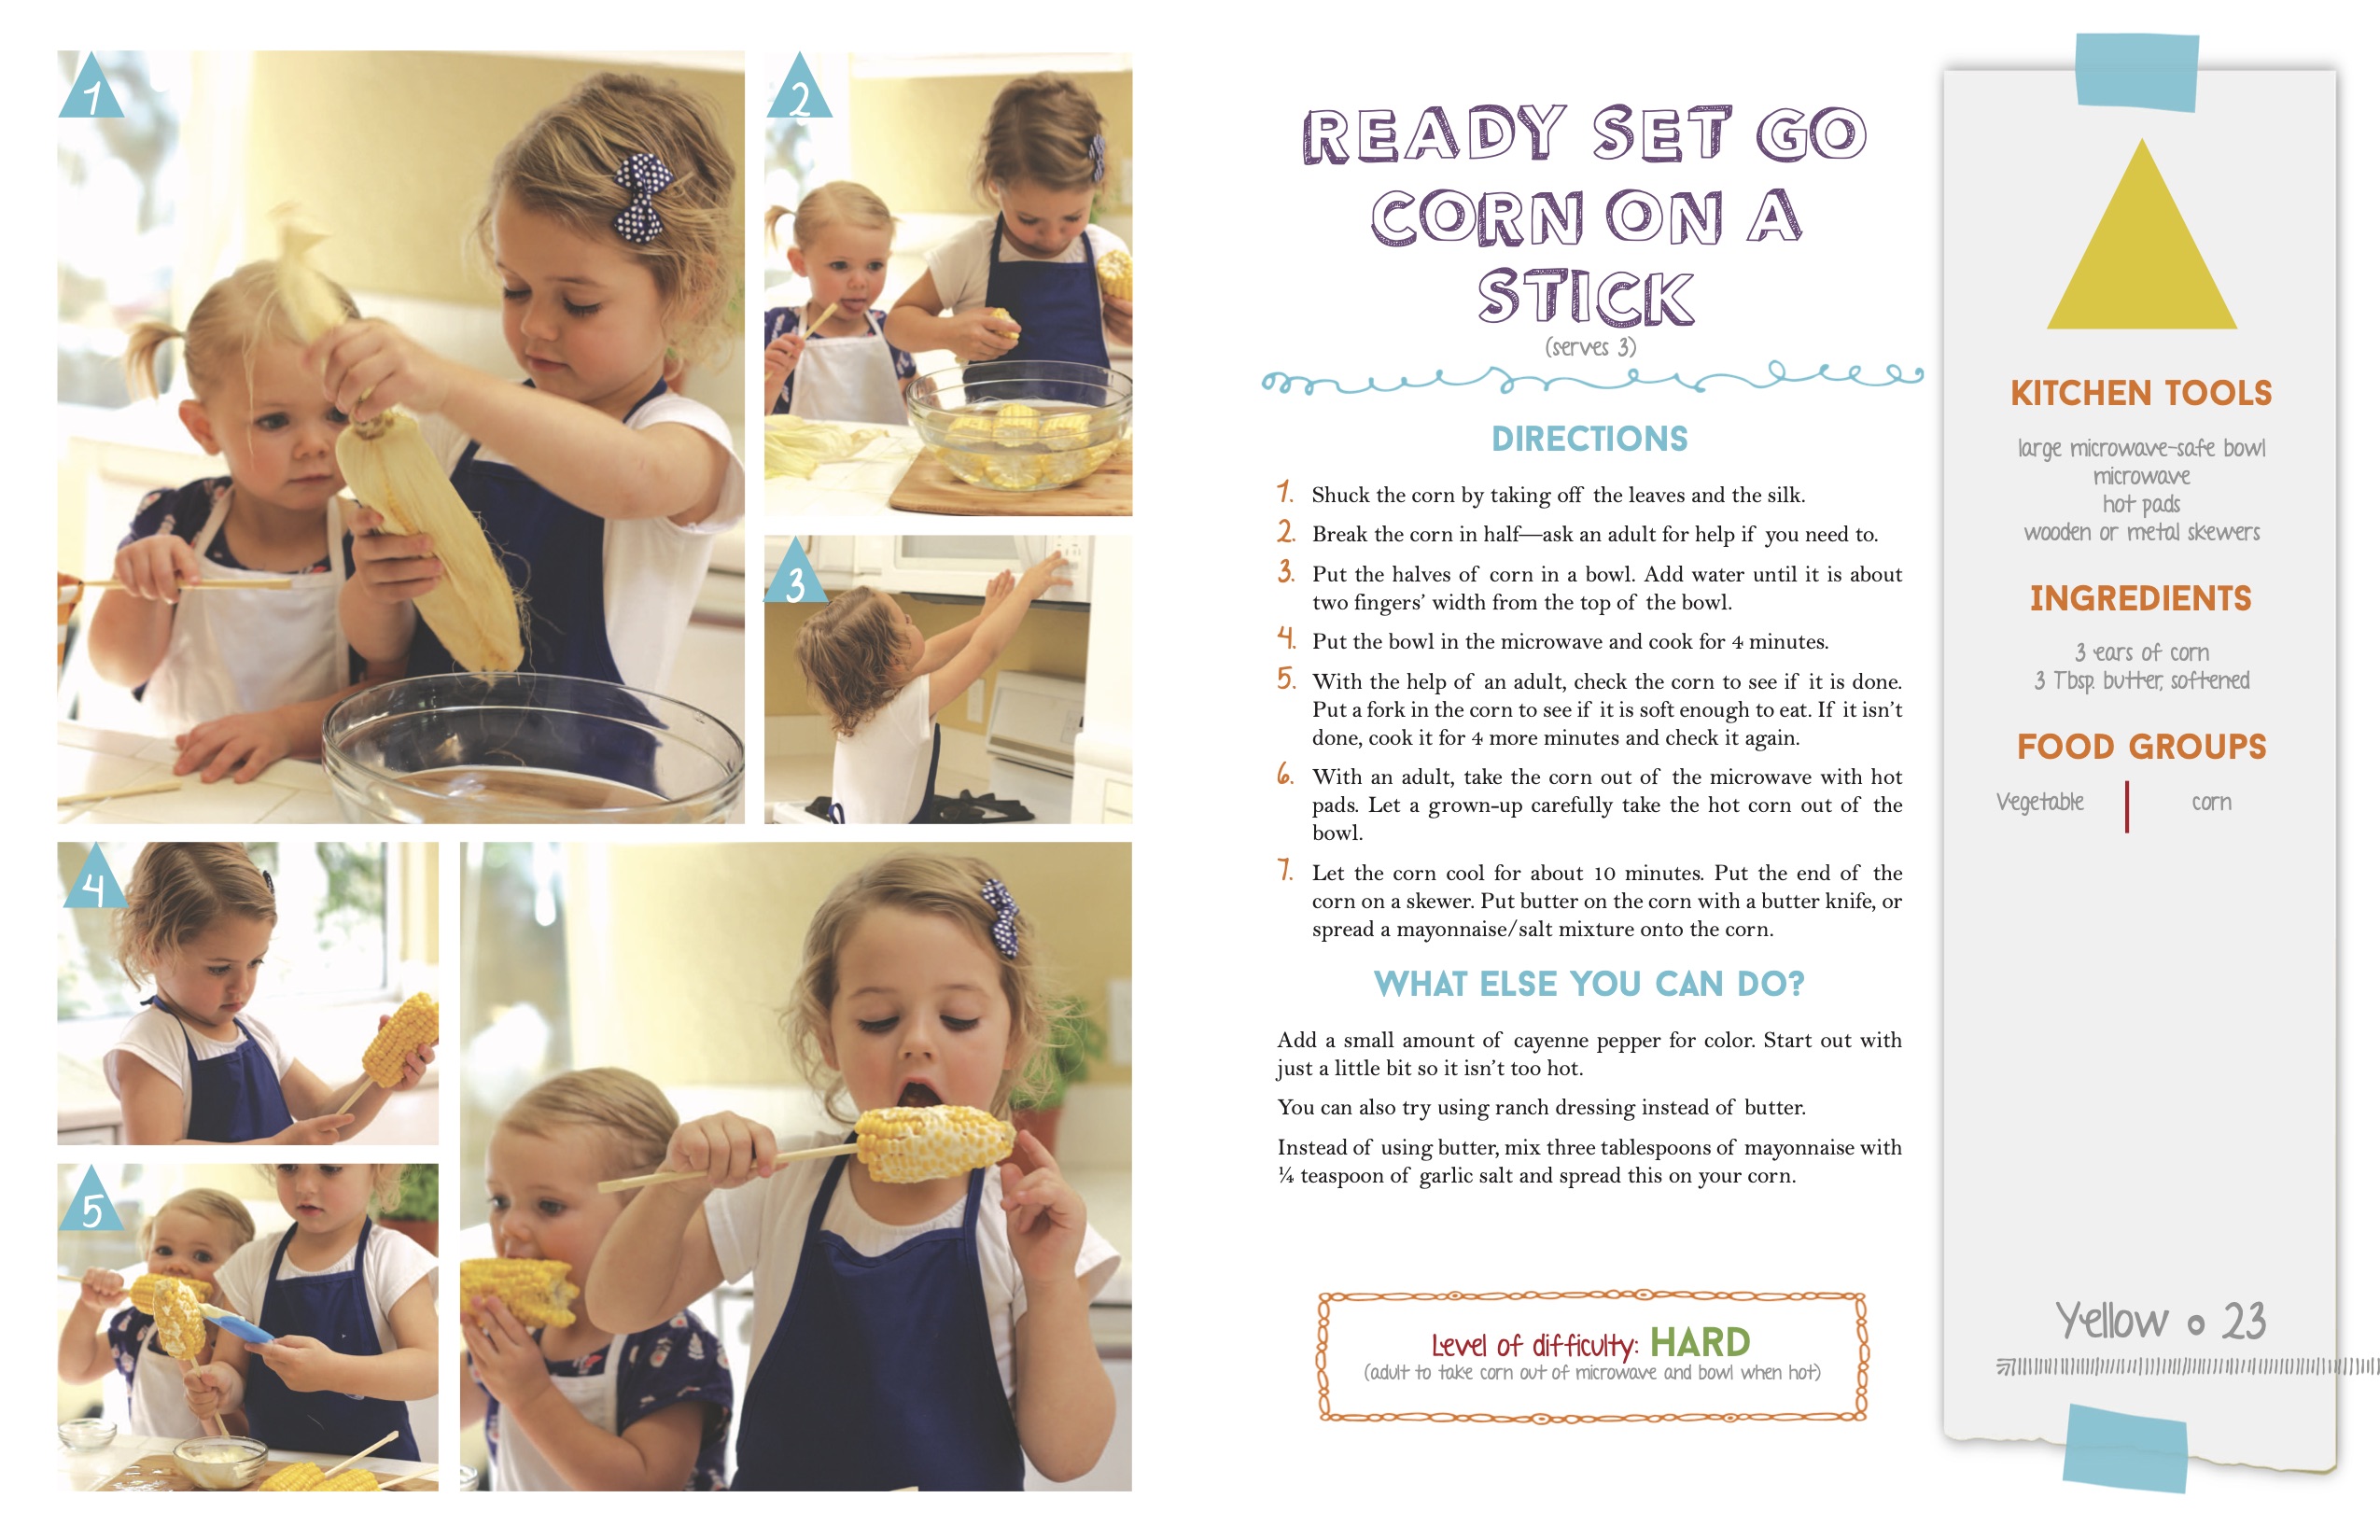 1
2
3
4
5
READY SET GO
CORN ON A
STICK
(serves 3)
DIRECTIONS
1. Shuck the corn by taking off the leaves and the silk.
2. Break the corn in half—ask an adult for help if you need to.
3. Put the halves of corn in a bowl. Add water until it is about
two fingers’ width from the top of the bowl.
4. Put the bowl in the microwave and cook for 4 minutes.
5. With the help of an adult, check the corn to see if it is done.
Put a fork in the corn to see if it is soft enough to eat. If it isn’t
done, cook it for 4 more minutes and check it again.
6. With an adult, take the corn out of the microwave with hot
pads. Let a grown-up carefully take the hot corn out of the
bowl.
7. Let the corn cool for about 10 minutes. Put the end of the
corn on a skewer. Put butter on the corn with a butter knife, or
spread a mayonnaise/salt mixture onto the corn.
WHAT ELSE YOU CAN DO?
Add a small amount of cayenne pepper for color. Start out with
just a little bit so it isn’t too hot.
You can also try using ranch dressing instead of butter.
Instead of using butter, mix three tablespoons of mayonnaise with
¼ teaspoon of garlic salt and spread this on your corn.
Level of difficulty: HARD
(adult to take corn out of microwave and bowl when hot)
KITCHEN TOOLS
large microwave-safe bowl
microwave
hot pads
wooden or metal skewers
INGREDIENTS
3 ears of corn
3 Tbsp. butter, softened
FOOD GROUPS
Vegetable | corn
Yellow • 23